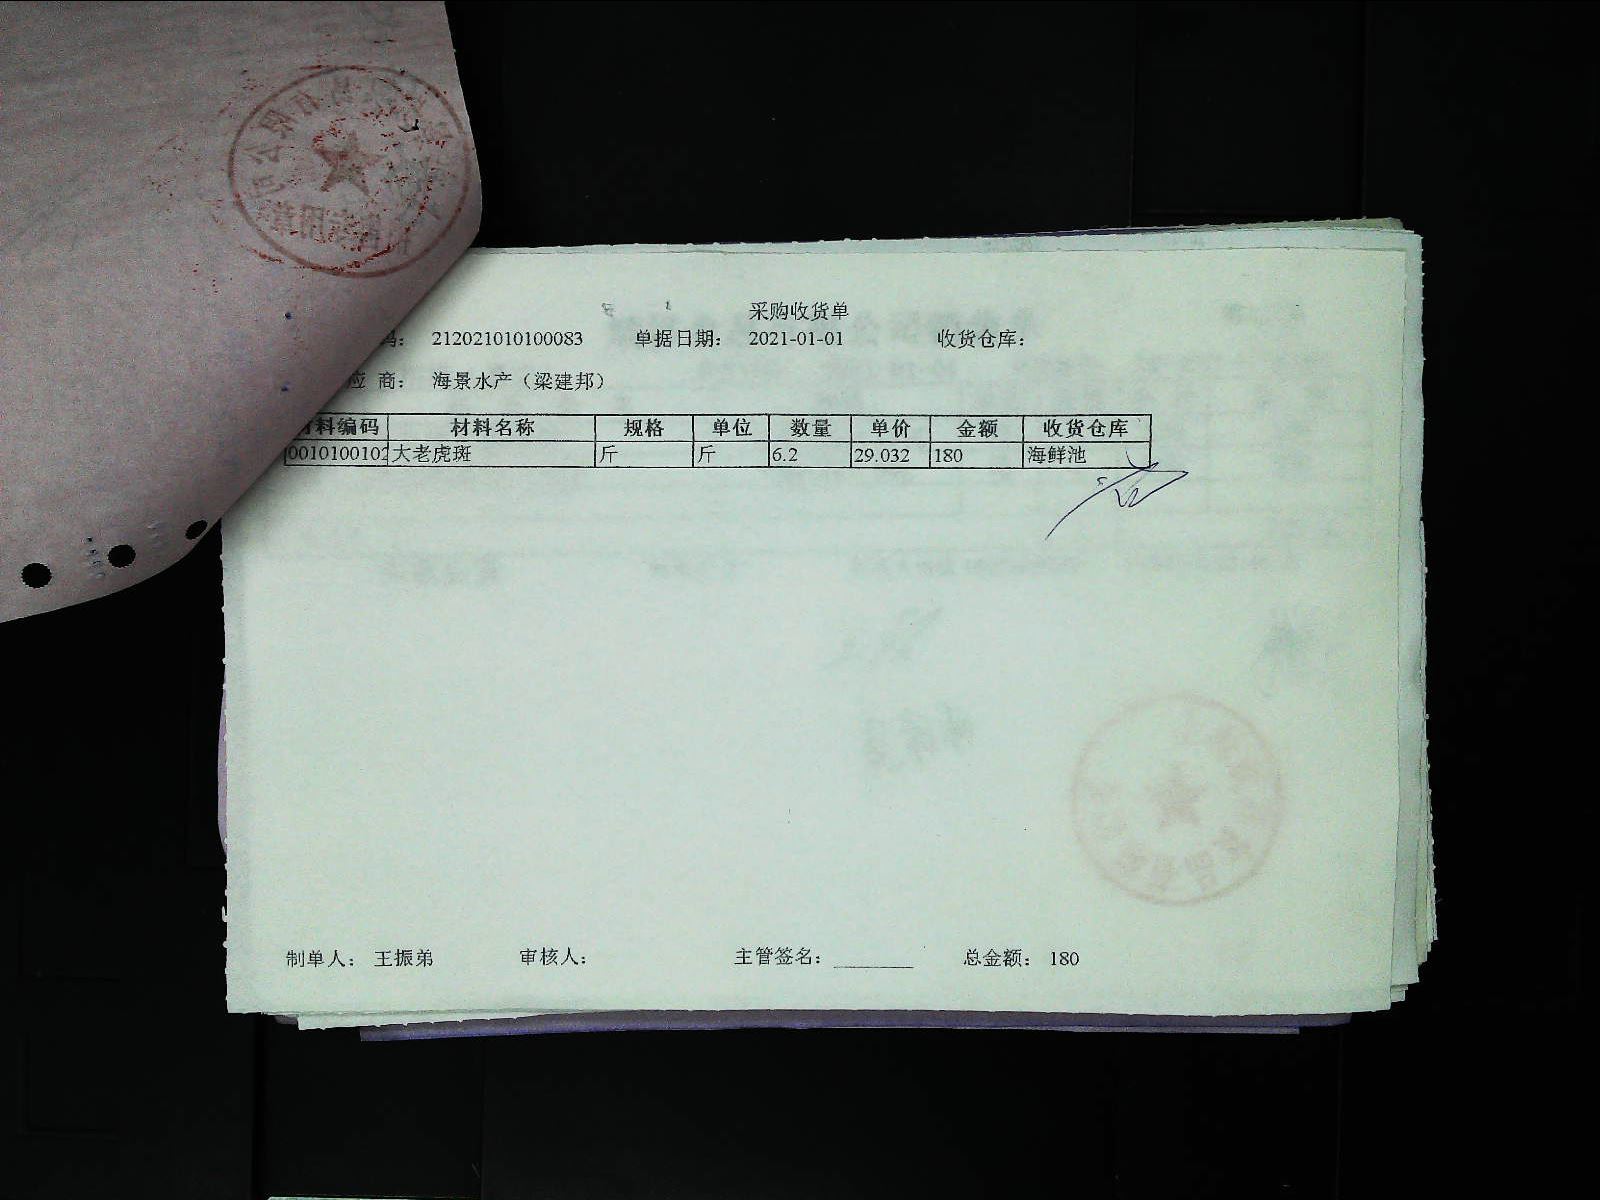 采购收货单
码： 212021010100083 单据日期： 2021-01-01 收货仓库：
应 商： 海景水产（梁建邦）
材料编码 材料名称 规格 单位 数量 单价 金额 收货仓库
0010100102 大老虎斑 斤 斤 6.2 29.032 180 海鲜池
制单人： 王振弟 审核人： 主管签名： ________ 总金额： 180